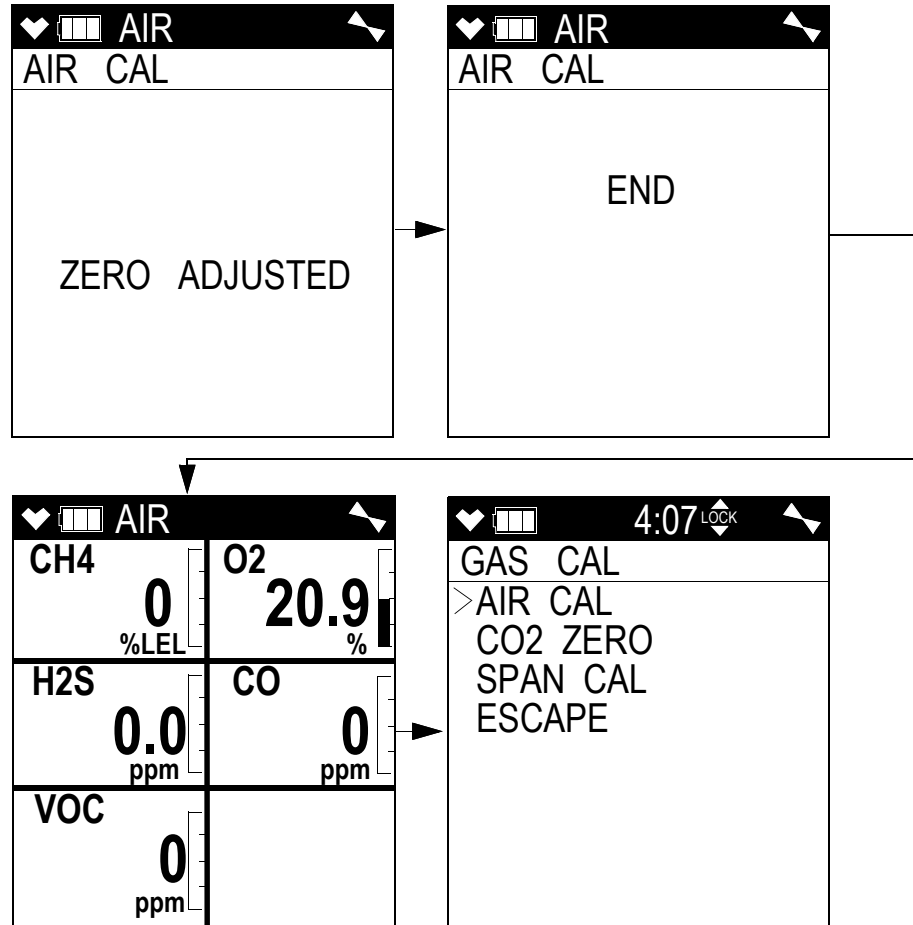 AIR
AIR CAL
ZERO ADJUSTED
AIR
AIR CAL
END
AIR
CH4
0
%LEL
O2
20.9
%
H2S
0.0
ppm
CO
0
ppm
VOC
0
ppm
4:07 LOCK
GAS CAL
>AIR CAL
CO2 ZERO
SPAN CAL
ESCAPE